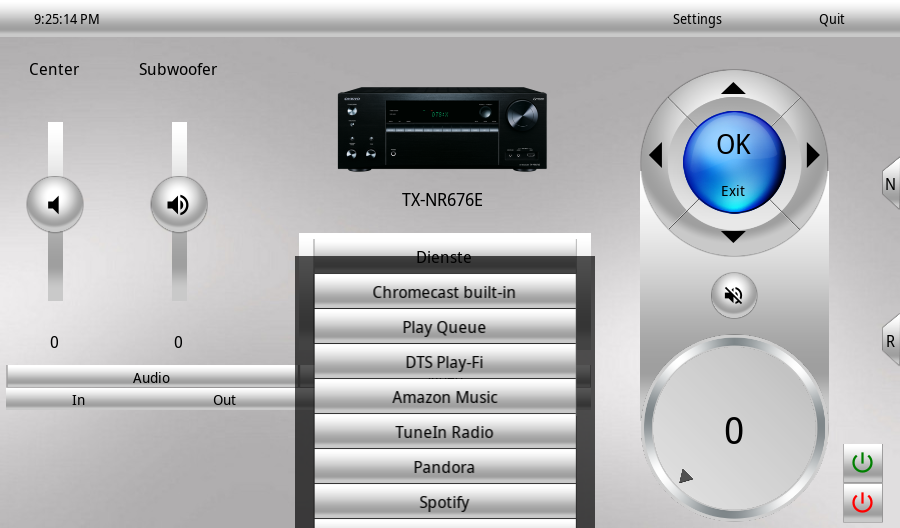 9:25:14 PM
Settings
Quit
Center
Subwoofer
ONKYO
TX-NR676E
OK
Exit
N
Dienste
Chromecast built-in
Play Queue
DTS Play-Fi
Amazon Music
TuneIn Radio
Pandora
Spotify
0
0
Audio
In
Out
R
0